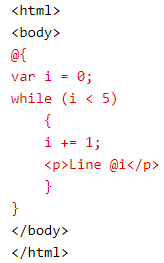 <html>
<body>
@{
var i = 0;
while (i < 5)
    {
    i += 1;
    <p>Line @i</p>
    }
}
</body>
</html>